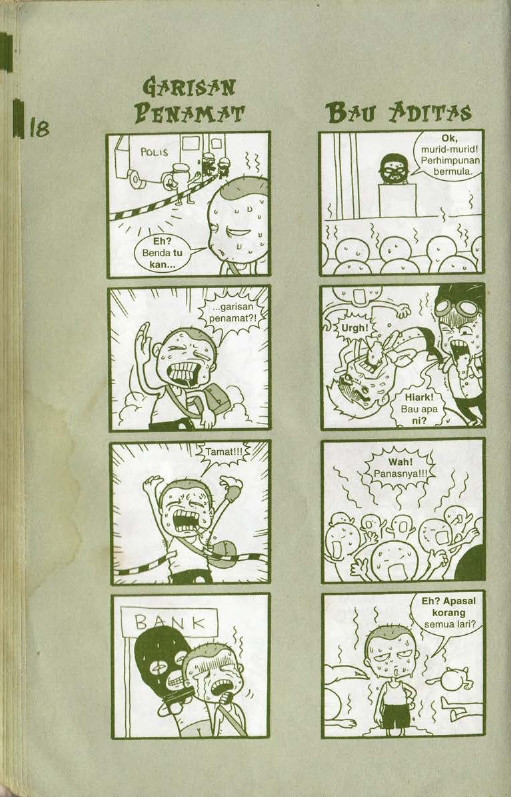 18
GARISAN
PENAMAT
POLIS
Eh?
Benda tu
kan...
...garisan
penamat?!
Tamat!!!
BANK
BAU ADITAS
Ok,
murid-murid!
Perhimpunan
bermula.
Urgh!
Hiark!
Bau apa
ni?
Wah!
Panasnya!!!
Eh? Apasal
korang
semua lari?